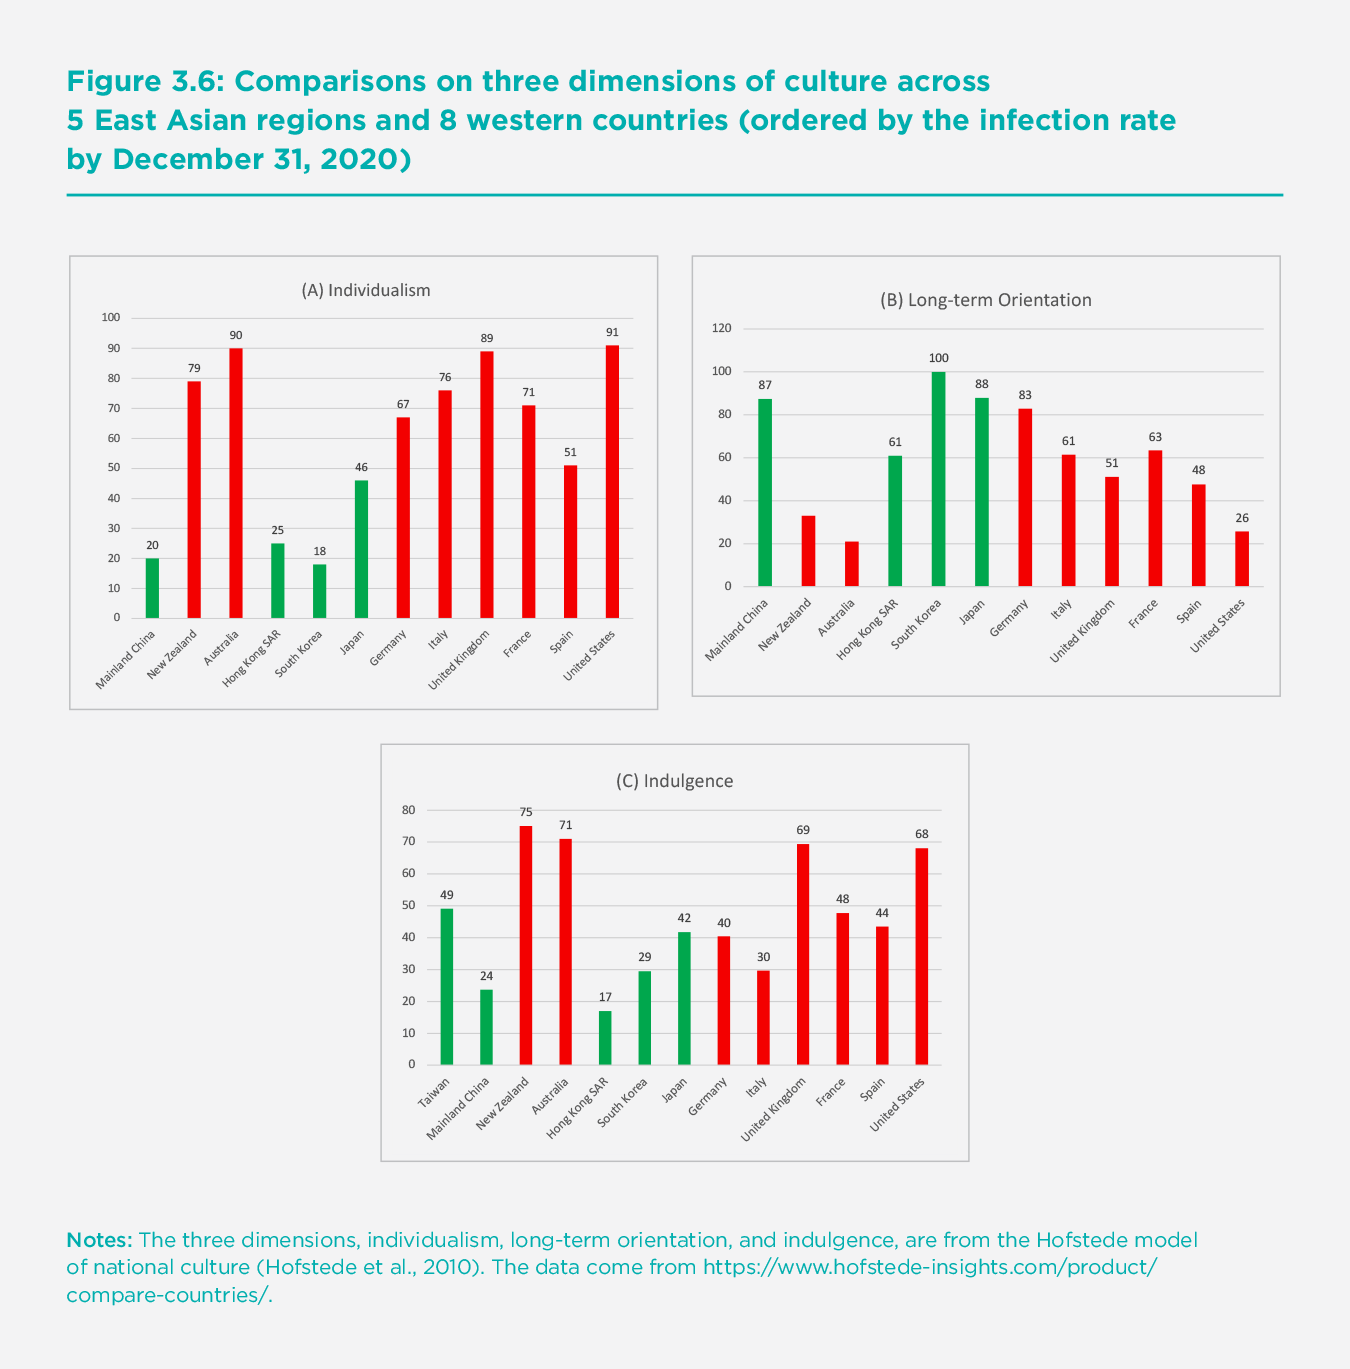 Figure 3.6: Comparisons on three dimensions of culture across
5 East Asian regions and 8 western countries (ordered by the infection rate
by December 31, 2020)
(A) Individualism
100
90
80
70
60
50
40
30
20
10
0
20
79
90
25
18
46
67
76
89
71
51
91
Mainland China
New Zealand
Australia
Hong Kong SAR
South Korea
Japan
Germany
Italy
United Kingdom
France
Spain
United States
(B) Long-term Orientation
120
100
80
60
40
20
0
87
61
100
88
83
61
51
63
48
26
Mainland China
New Zealand
Australia
Hong Kong SAR
South Korea
Japan
Germany
Italy
United Kingdom
France
Spain
United States
(C) Indulgence
80
70
60
50
40
30
20
10
0
49
24
75
71
17
29
42
40
30
69
48
44
68
Taiwan
Mainland China
New Zealand
Australia
Hong Kong SAR
South Korea
Japan
Germany
Italy
United Kingdom
France
Spain
United States
Notes: The three dimensions, individualism, long-term orientation, and indulgence, are from the Hofstede model
of national culture (Hofstede et al., 2010). The data come from https://www.hofstede-insights.com/product/
compare-countries/.